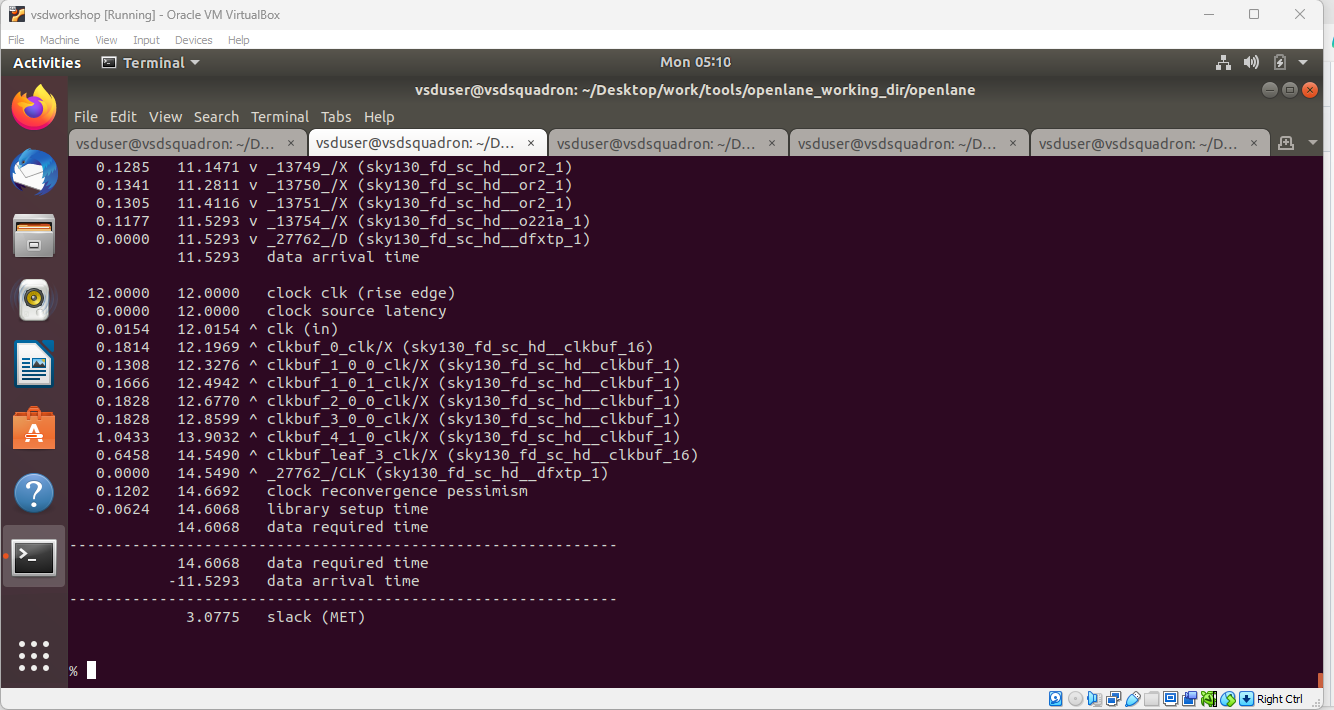 vsdworkshop [Running] - Oracle VM VirtualBox
File Machine View Input Devices Help
Activities Terminal Mon 05:10
vsduser@vsdsquadron: ~/Desktop/work/tools/openlane_working_dir/openlane
File Edit View Search Terminal Tabs Help
vsduser@vsdsquadron: ~/D... × vsduser@vsdsquadron: ~/D... × vsduser@vsdsquadron: ~/D... × vsduser@vsdsquadron: ~/D... × vsduser@vsdsquadron: ~/D... ×
0.1285 11.1471 v _13749_/X (sky130_fd_sc_hd__or2_1)
0.1341 11.2811 v _13750_/X (sky130_fd_sc_hd__or2_1)
0.1305 11.4116 v _13751_/X (sky130_fd_sc_hd__or2_1)
0.1177 11.5293 v _13754_/X (sky130_fd_sc_hd__o221a_1)
0.0000 11.5293 v _27762_/D (sky130_fd_sc_hd__dfxtp_1)
11.5293 data arrival time
12.0000 12.0000 clock clk (rise edge)
0.0000 12.0000 clock source latency
0.0154 12.0154 ^ clk (in)
0.1814 12.1969 ^ clkbuf_0_clk/X (sky130_fd_sc_hd__clkbuf_16)
0.1308 12.3276 ^ clkbuf_1_0_0_clk/X (sky130_fd_sc_hd__clkbuf_1)
0.1666 12.4942 ^ clkbuf_1_0_1_clk/X (sky130_fd_sc_hd__clkbuf_1)
0.1828 12.6770 ^ clkbuf_2_0_0_clk/X (sky130_fd_sc_hd__clkbuf_1)
0.1828 12.8599 ^ clkbuf_3_0_0_clk/X (sky130_fd_sc_hd__clkbuf_1)
1.0433 13.9032 ^ clkbuf_4_1_0_clk/X (sky130_fd_sc_hd__clkbuf_1)
0.6458 14.5490 ^ clkbuf_leaf_3_clk/X (sky130_fd_sc_hd__clkbuf_16)
0.0000 14.5490 ^ _27762_/CLK (sky130_fd_sc_hd__dfxtp_1)
0.1202 14.6692 clock reconvergence pessimism
-0.0624 14.6068 library setup time
14.6068 data required time
-------------------------------------------------------------
14.6068 data required time
-11.5293 data arrival time
-------------------------------------------------------------
3.0775 slack (MET)
%
Right Ctrl